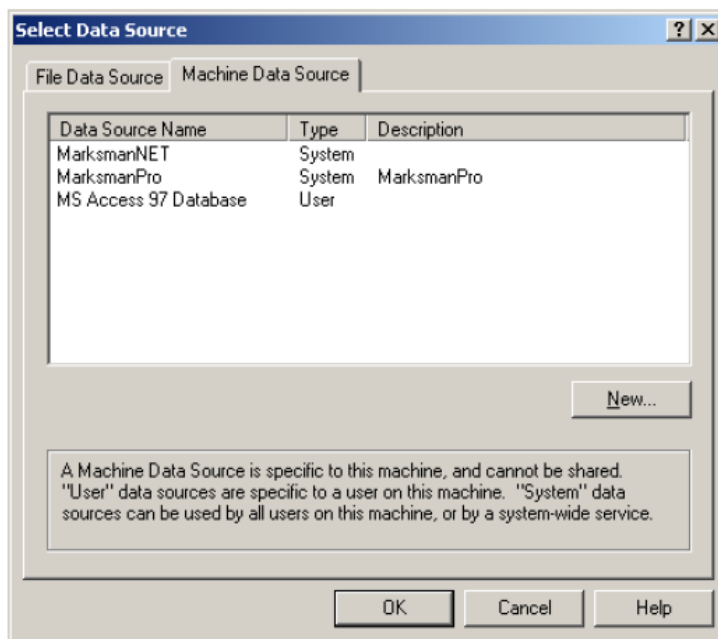 Select Data Source
File Data Source Machine Data Source
Data Source Name Type Description
MarksmanNET System
MarksmanPro System MarksmanPro
MS Access 97 Database User
New...
A Machine Data Source is specific to this machine, and cannot be shared.
"User" data sources are specific to a user on this machine. "System" data
sources can be used by all users on this machine, or by a system-wide service.
OK Cancel Help